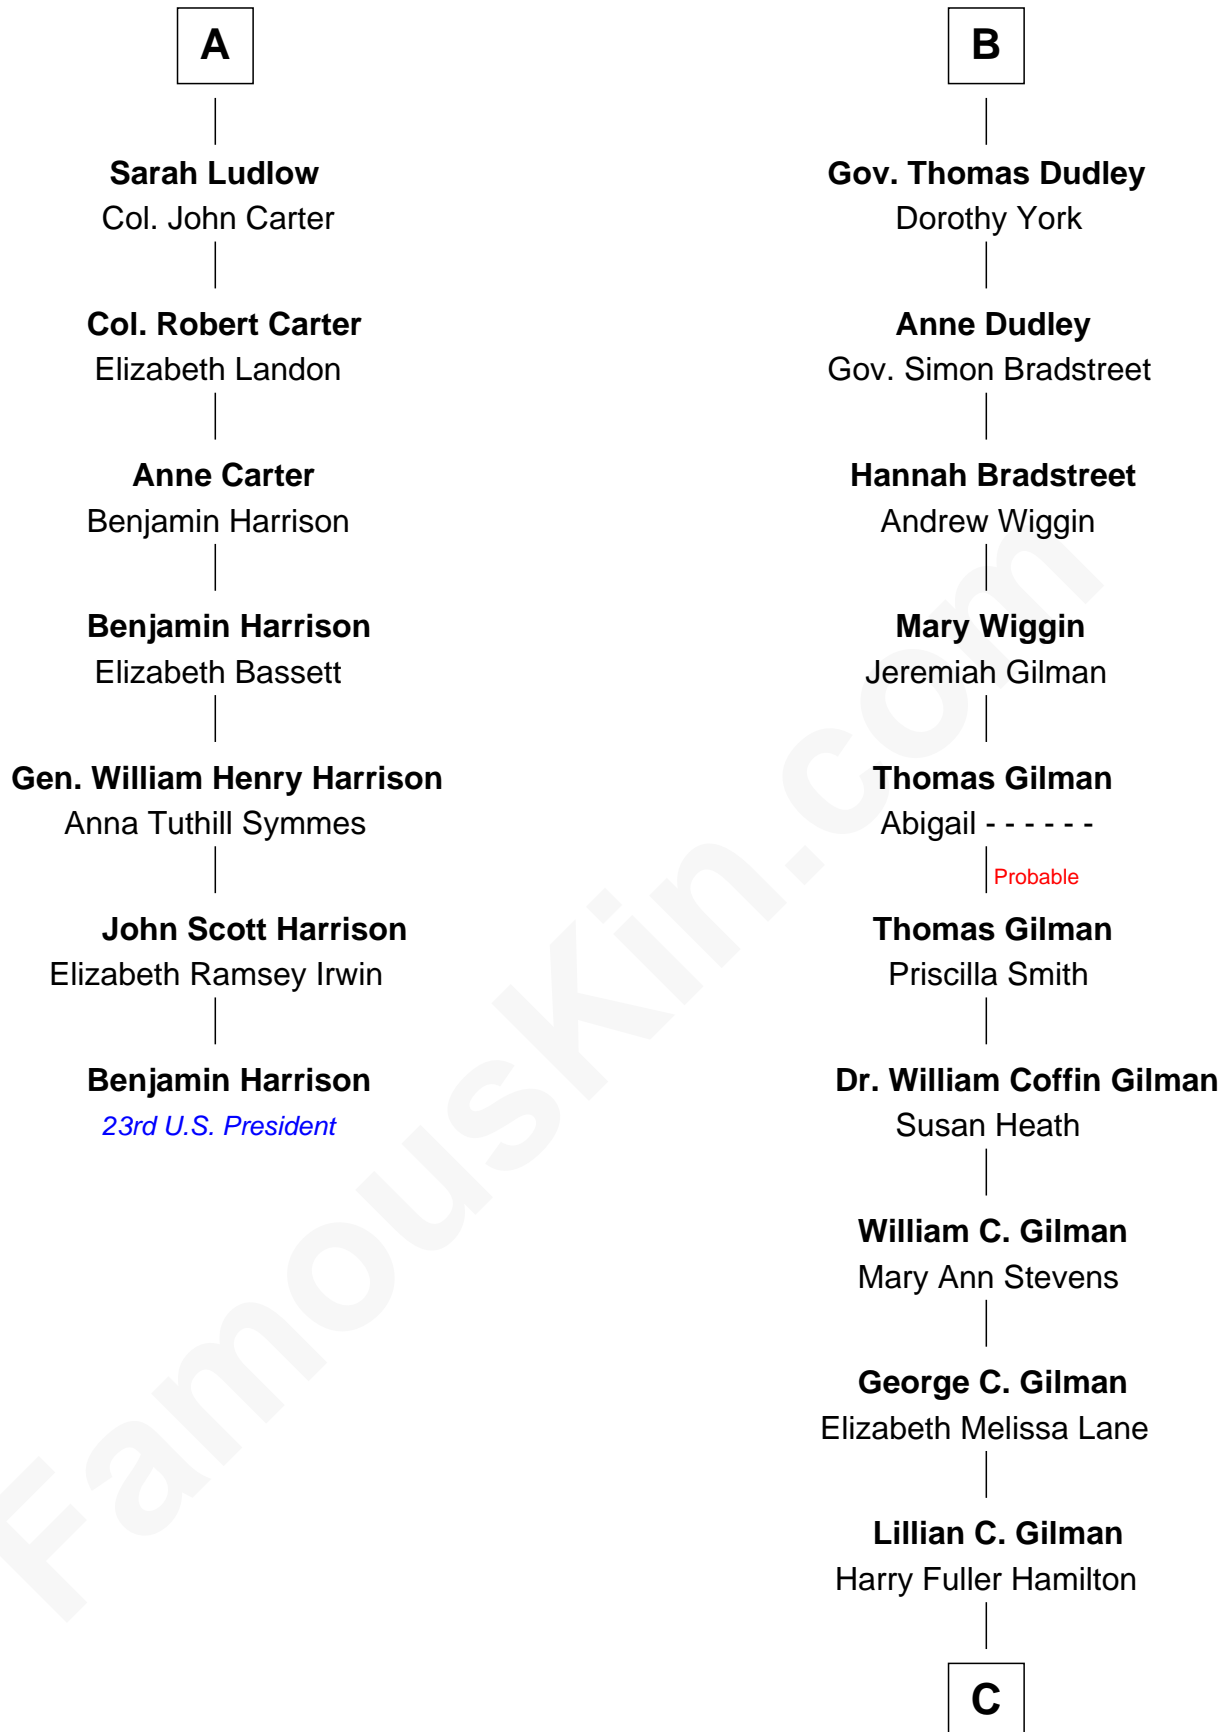 A
Sarah Ludlow
Col. John Carter
Col. Robert Carter
Elizabeth Landon
Anne Carter
Benjamin Harrison
Benjamin Harrison
Elizabeth Bassett
Gen. William Henry Harrison
Anna Tuthill Symmes
John Scott Harrison
Elizabeth Ramsey Irwin
Benjamin Harrison
23rd U.S. President
B
Gov. Thomas Dudley
Dorothy York
Anne Dudley
Gov. Simon Bradstreet
Hannah Bradstreet
Andrew Wiggin
Mary Wiggin
Jeremiah Gilman
Thomas Gilman
Abigail - - - - - -
Probable
Thomas Gilman
Priscilla Smith
Dr. William Coffin Gilman
Susan Heath
William C. Gilman
Mary Ann Stevens
George C. Gilman
Elizabeth Melissa Lane
Lillian C. Gilman
Harry Fuller Hamilton
C
FamousKin.com